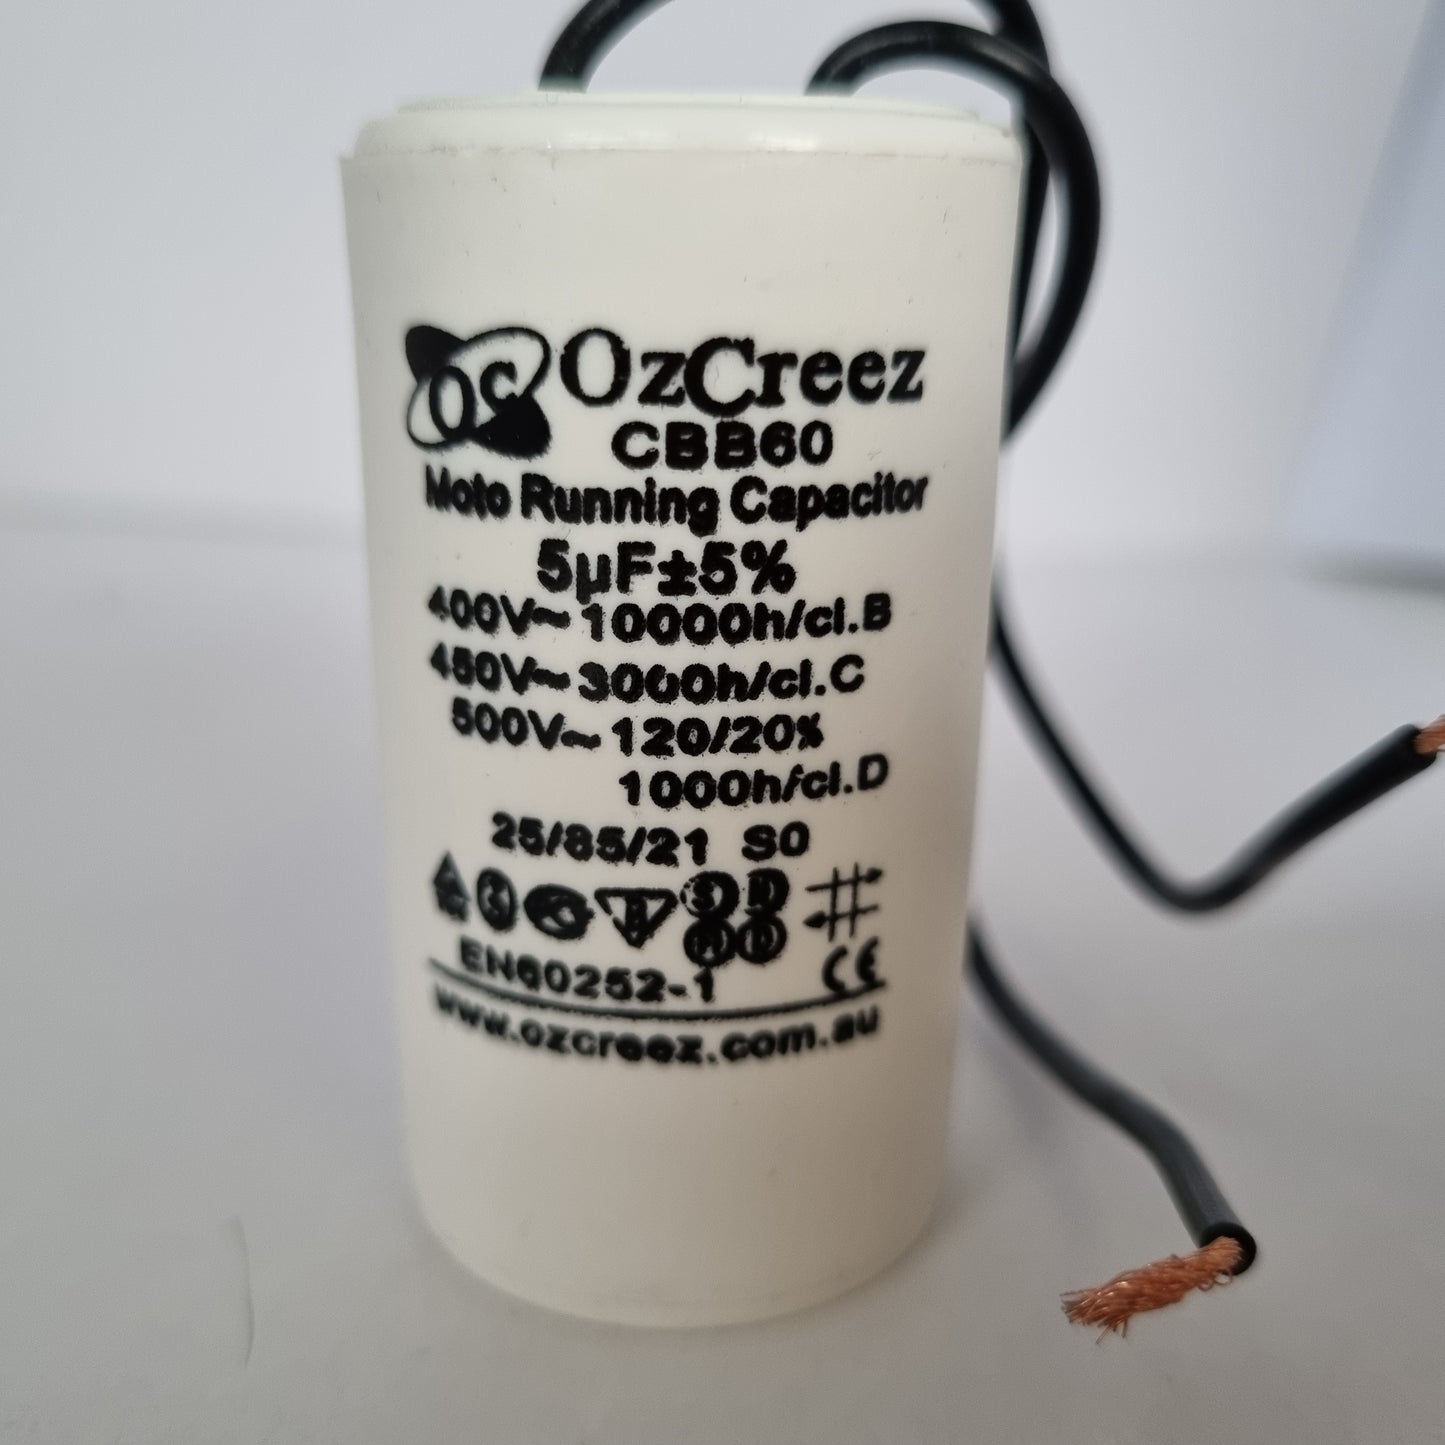 OC OzCreez
CBB60
Moto Running Capacitor
5µF±5%
400V~10000h/cl.B
450V~3000h/cl.C
500V~120/20%
1000h/cl.D
25/85/21 S0
EN60252-1 CE
www.ozcreez.com.au